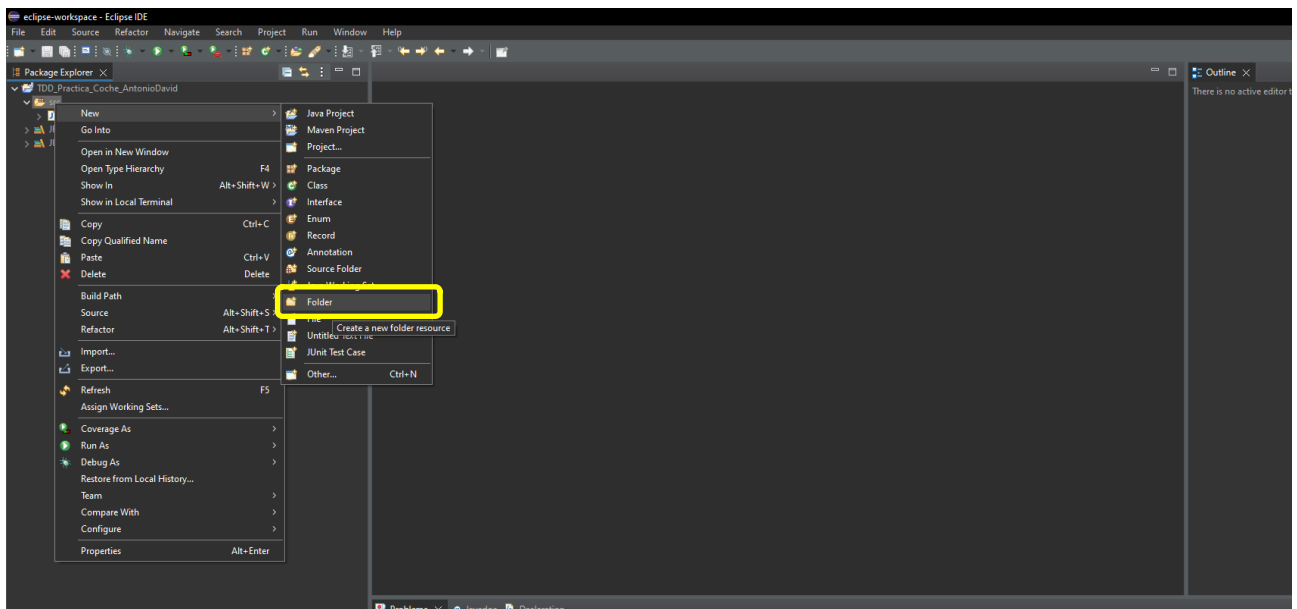 eclipse-workspace - Eclipse IDE
File Edit Source Refactor Navigate Search Project Run Window Help
Package Explorer
Outline
TDD_Practica_Coche_AntonioDavid
There is no active editor t
New
Go Into
Open in New Window
Open Type Hierarchy F4
Show In Alt+Shift+W >
Show in Local Terminal >
Copy Ctrl+C
Copy Qualified Name
Paste Ctrl+V
Delete Delete
Build Path
Source Alt+Shift+S >
Refactor Alt+Shift+T >
Import...
Export...
Refresh F5
Assign Working Sets...
Coverage As >
Run As >
Debug As >
Restore from Local History...
Team >
Compare With >
Configure >
Properties Alt+Enter
Java Project
Maven Project
Project...
Package
Class
Interface
Enum
Record
Annotation
Source Folder
Folder
File
Create a new folder resource
Untitled Text File
JUnit Test Case
Other... Ctrl+N
Problems Javadoc Declaration